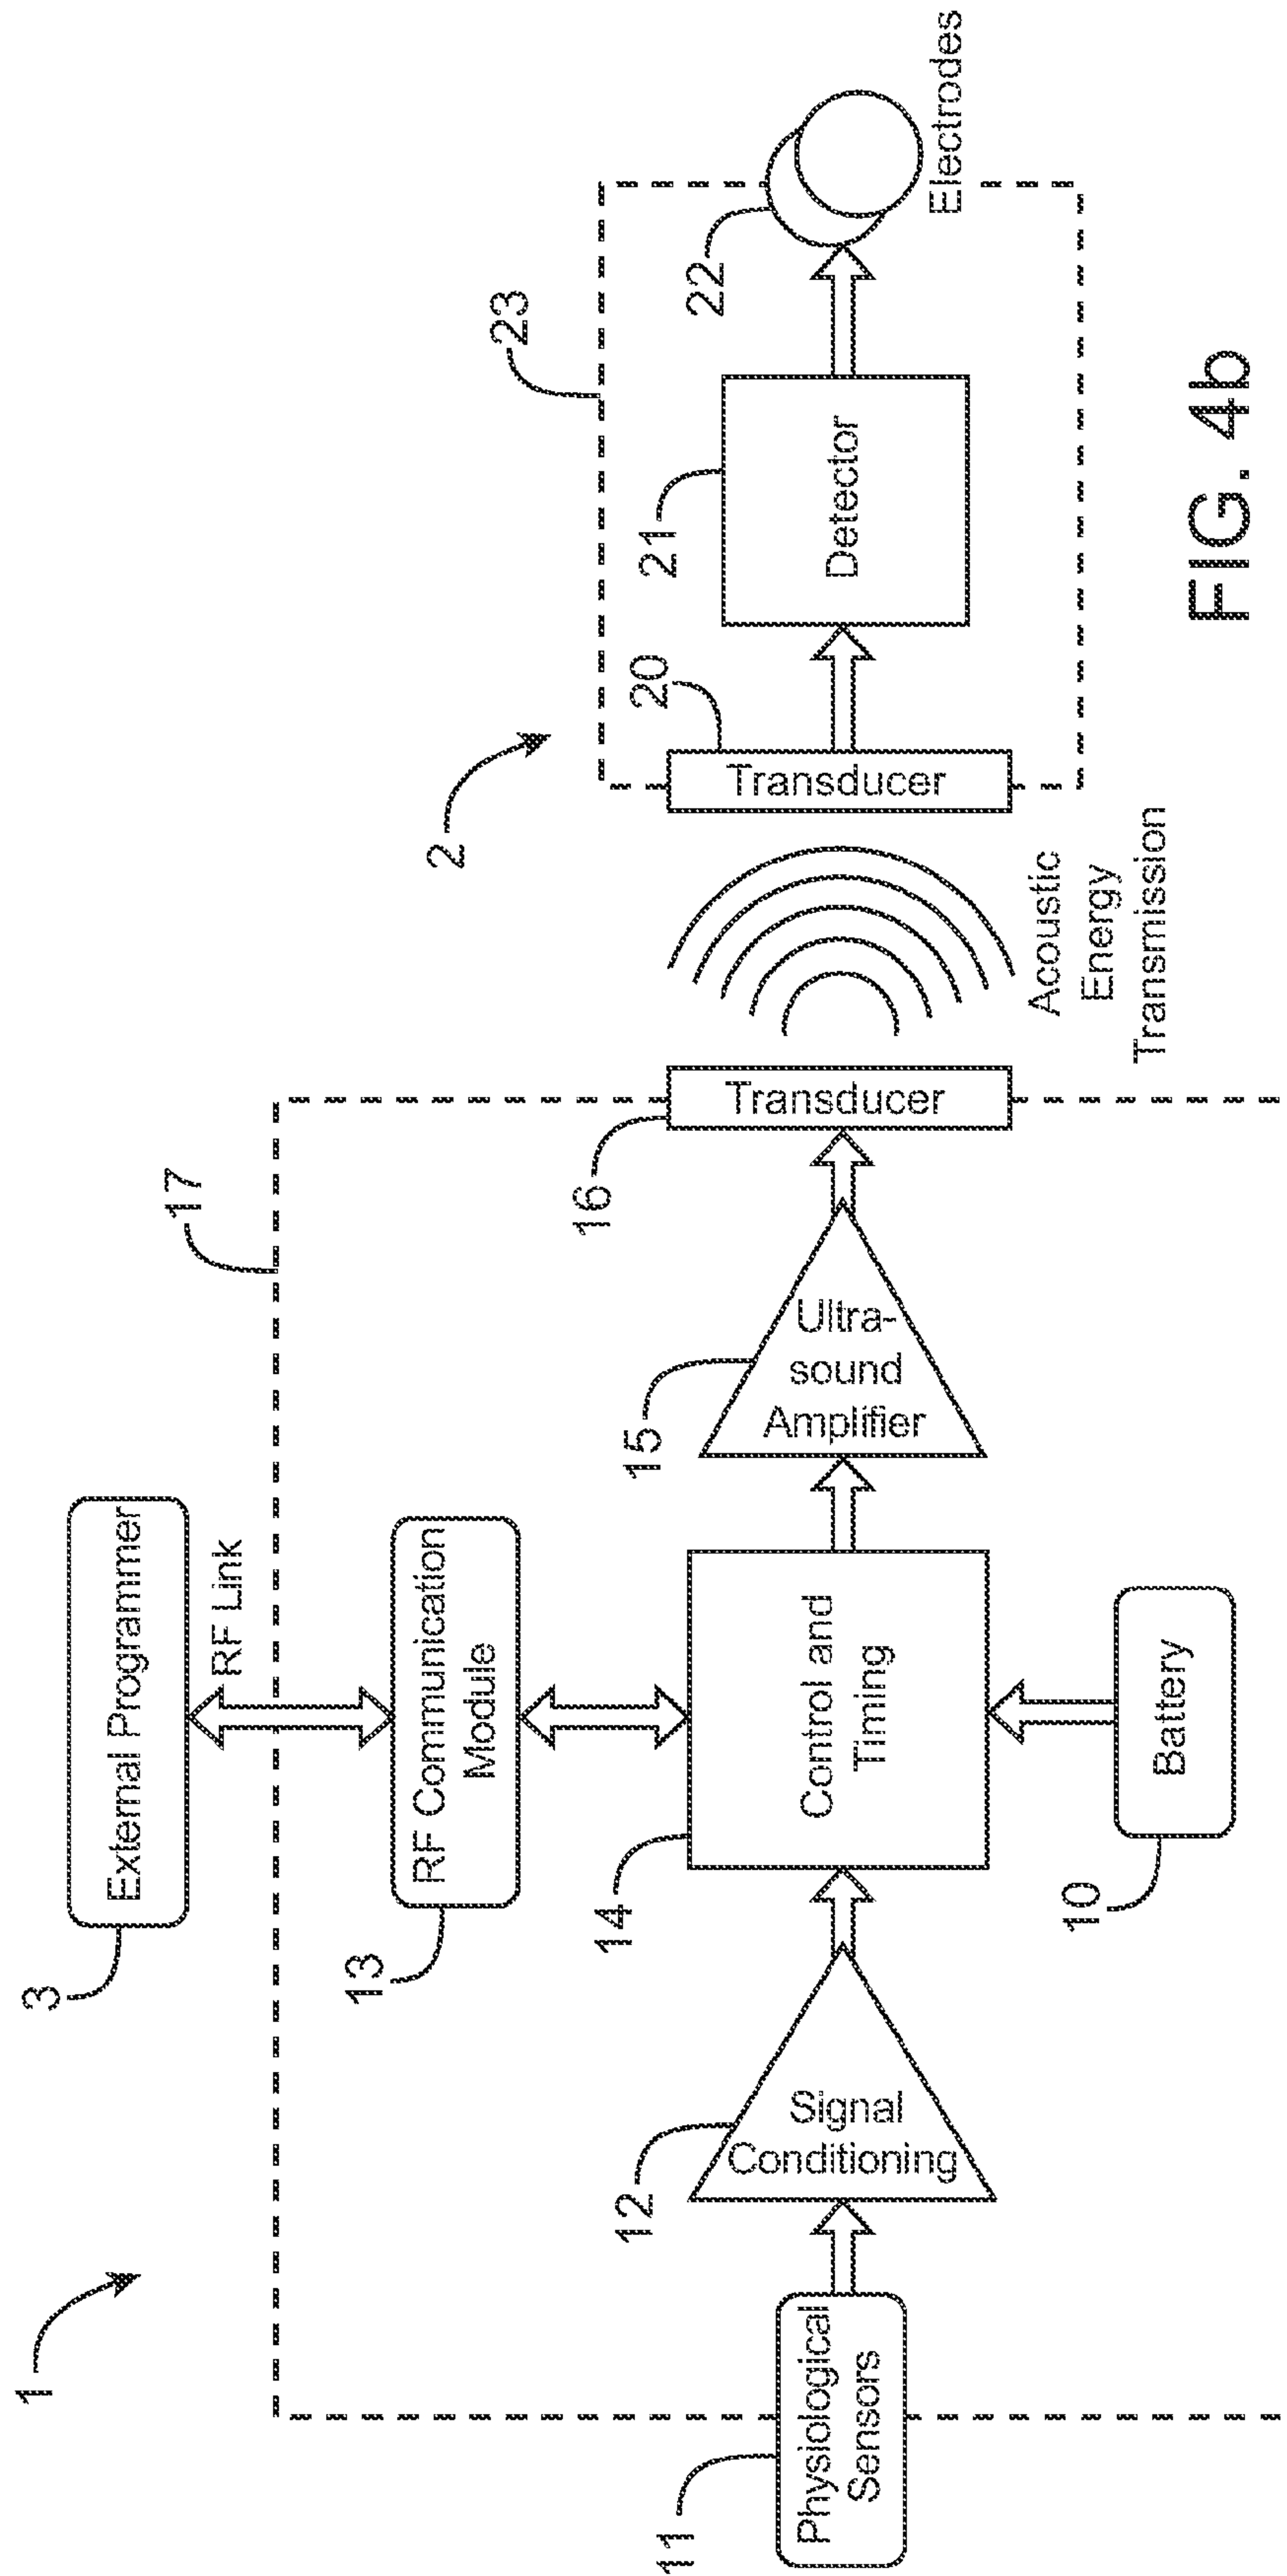 1
3
External Programmer
RF Link
17
13
RF Communication
Module
11
Physiological
Sensors
12
Signal
Conditioning
14
Control and
Timing
10
Battery
15
Ultra-
sound
Amplifier
16
Transducer
Acoustic
Energy
Transmission
2
20
Transducer
21
Detector
23
22
Electrodes
FIG. 4b